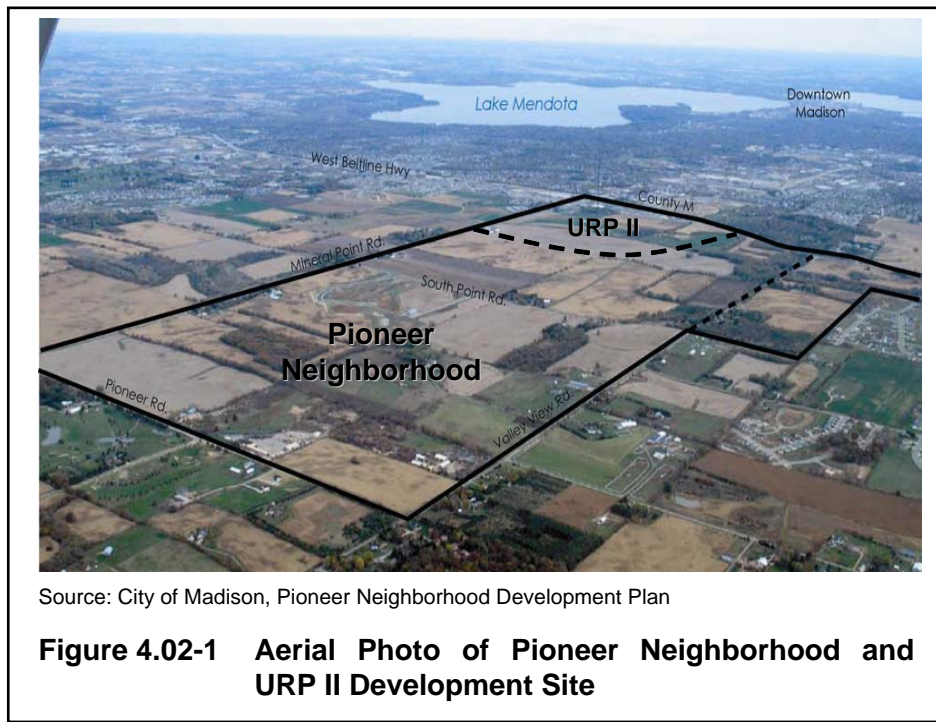 Lake Mendota
Downtown
Madison
West Beltline Hwy
County M
URP II
Mineral Point Rd.
South Point Rd.
Pioneer
Neighborhood
Pioneer Rd.
Valley View Rd.
Source: City of Madison, Pioneer Neighborhood Development Plan
Figure 4.02-1 Aerial Photo of Pioneer Neighborhood and
URP II Development Site